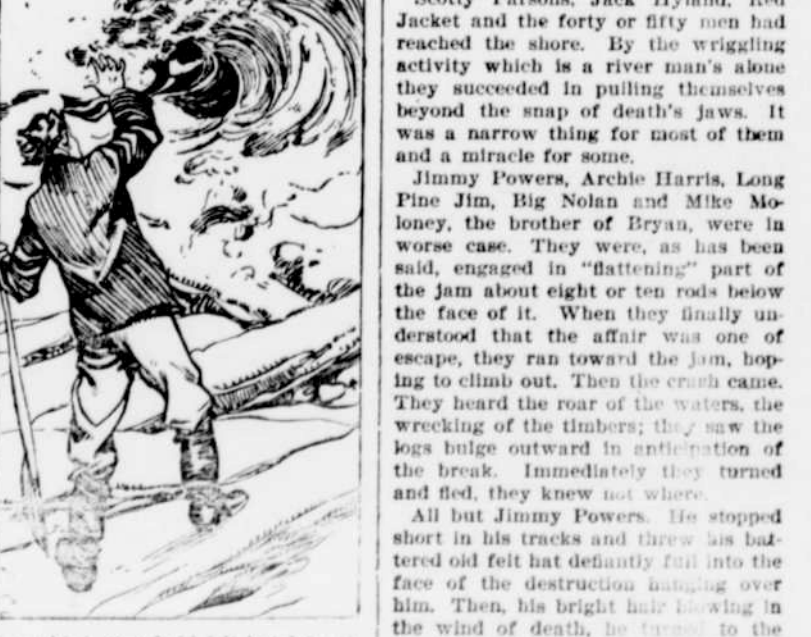 Scotty Parsons, Jack Hyland, Red
Jacket and the forty or fifty men had
reached the shore. By the wriggling
activity which is a river man's alone
they succeeded in pulling themselves
beyond the snap of death's jaws. It
was a narrow thing for most of them
and a miracle for some.
Jimmy Powers, Archie Harris, Long
Pine Jim, Big Nolan and Mike Mo-
loney, the brother of Bryan, were in
worse case. They were, as has been
said, engaged in "flattening" part of
the jam about eight or ten rods below
the face of it. When they finally un-
derstood that the affair was one of
escape, they ran toward the jam, hop-
ing to climb out. Then the crash came.
They heard the roar of the waters, the
wrecking of the timbers; they saw the
logs bulge outward in anticipation of
the break. Immediately they turned
and fled, they knew not where.
All but Jimmy Powers. He stopped
short in his tracks and threw his bat-
tered old felt hat defiantly full into the
face of the destruction hanging over
him. Then, his bright hair blowing in
the wind of death, he turned to the